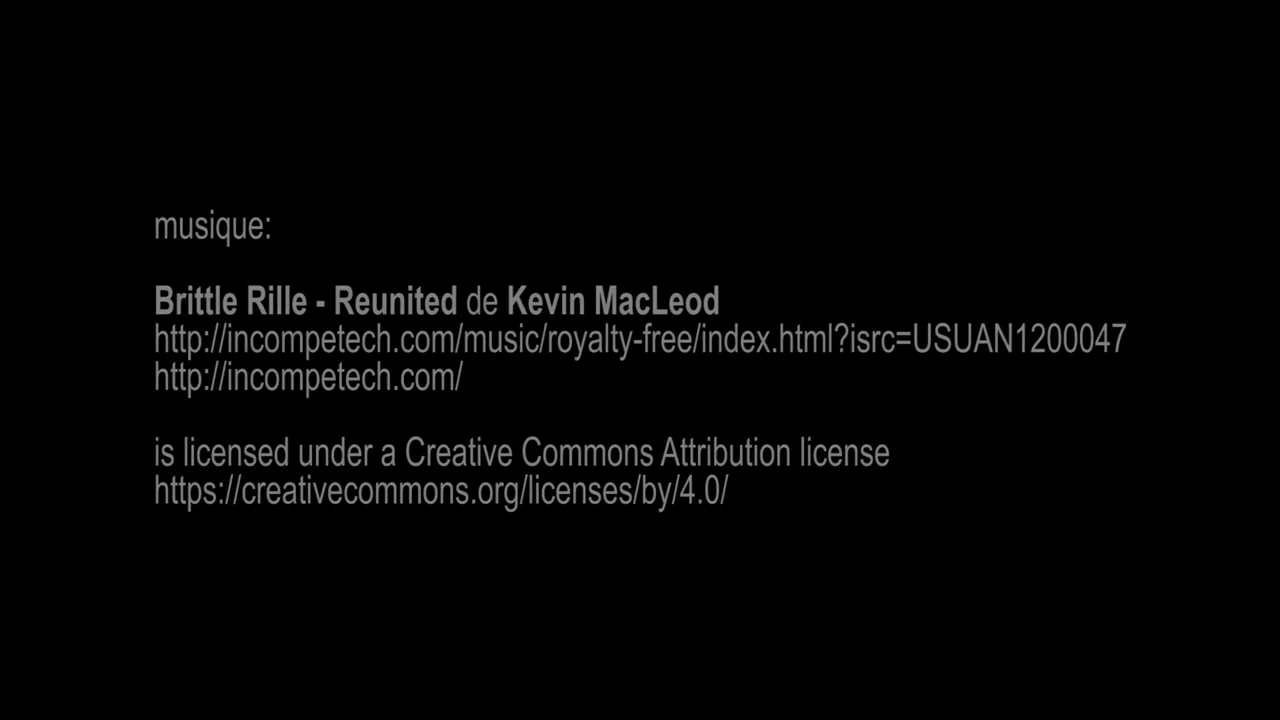 musique:
Brittle Rille - Reunited de Kevin MacLeod
http://incompetech.com/music/royalty-free/index.html?isrc=USUAN1200047
http://incompetech.com/
is licensed under a Creative Commons Attribution license
https://creativecommons.org/licenses/by/4.0/